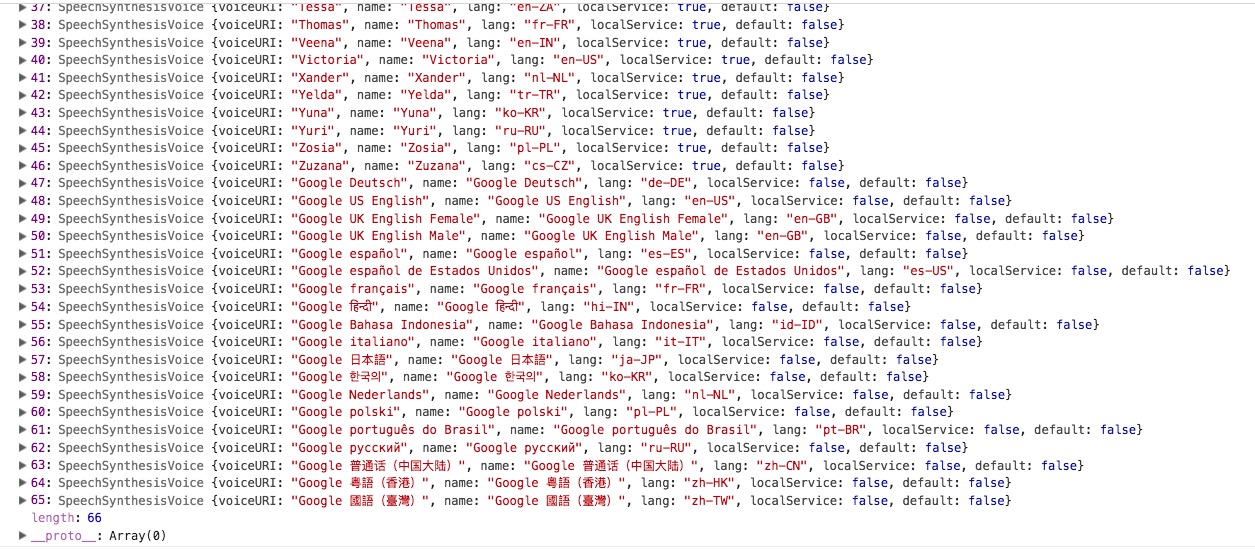 ▶ 37: SpeechSynthesisVoice {voiceURI: "Tessa", name: "Tessa", lang: "en-ZA", localService: true, default: false}
▶ 38: SpeechSynthesisVoice {voiceURI: "Thomas", name: "Thomas", lang: "fr-FR", localService: true, default: false}
▶ 39: SpeechSynthesisVoice {voiceURI: "Veena", name: "Veena", lang: "en-IN", localService: true, default: false}
▶ 40: SpeechSynthesisVoice {voiceURI: "Victoria", name: "Victoria", lang: "en-US", localService: true, default: false}
▶ 41: SpeechSynthesisVoice {voiceURI: "Xander", name: "Xander", lang: "nl-NL", localService: true, default: false}
▶ 42: SpeechSynthesisVoice {voiceURI: "Yelda", name: "Yelda", lang: "tr-TR", localService: true, default: false}
▶ 43: SpeechSynthesisVoice {voiceURI: "Yuna", name: "Yuna", lang: "ko-KR", localService: true, default: false}
▶ 44: SpeechSynthesisVoice {voiceURI: "Yuri", name: "Yuri", lang: "ru-RU", localService: true, default: false}
▶ 45: SpeechSynthesisVoice {voiceURI: "Zosia", name: "Zosia", lang: "pl-PL", localService: true, default: false}
▶ 46: SpeechSynthesisVoice {voiceURI: "Zuzana", name: "Zuzana", lang: "cs-CZ", localService: true, default: false}
▶ 47: SpeechSynthesisVoice {voiceURI: "Google Deutsch", name: "Google Deutsch", lang: "de-DE", localService: false, default: false}
▶ 48: SpeechSynthesisVoice {voiceURI: "Google US English", name: "Google US English", lang: "en-US", localService: false, default: false}
▶ 49: SpeechSynthesisVoice {voiceURI: "Google UK English Female", name: "Google UK English Female", lang: "en-GB", localService: false, default: false}
▶ 50: SpeechSynthesisVoice {voiceURI: "Google UK English Male", name: "Google UK English Male", lang: "en-GB", localService: false, default: false}
▶ 51: SpeechSynthesisVoice {voiceURI: "Google español", name: "Google español", lang: "es-ES", localService: false, default: false}
▶ 52: SpeechSynthesisVoice {voiceURI: "Google español de Estados Unidos", name: "Google español de Estados Unidos", lang: "es-US", localService: false, default: false}
▶ 53: SpeechSynthesisVoice {voiceURI: "Google français", name: "Google français", lang: "fr-FR", localService: false, default: false}
▶ 54: SpeechSynthesisVoice {voiceURI: "Google हिन्दी", name: "Google हिन्दी", lang: "hi-IN", localService: false, default: false}
▶ 55: SpeechSynthesisVoice {voiceURI: "Google Bahasa Indonesia", name: "Google Bahasa Indonesia", lang: "id-ID", localService: false, default: false}
▶ 56: SpeechSynthesisVoice {voiceURI: "Google italiano", name: "Google italiano", lang: "it-IT", localService: false, default: false}
▶ 57: SpeechSynthesisVoice {voiceURI: "Google 日本語", name: "Google 日本語", lang: "ja-JP", localService: false, default: false}
▶ 58: SpeechSynthesisVoice {voiceURI: "Google 한국의", name: "Google 한국의", lang: "ko-KR", localService: false, default: false}
▶ 59: SpeechSynthesisVoice {voiceURI: "Google Nederlands", name: "Google Nederlands", lang: "nl-NL", localService: false, default: false}
▶ 60: SpeechSynthesisVoice {voiceURI: "Google polski", name: "Google polski", lang: "pl-PL", localService: false, default: false}
▶ 61: SpeechSynthesisVoice {voiceURI: "Google português do Brasil", name: "Google português do Brasil", lang: "pt-BR", localService: false, default: false}
▶ 62: SpeechSynthesisVoice {voiceURI: "Google русский", name: "Google русский", lang: "ru-RU", localService: false, default: false}
▶ 63: SpeechSynthesisVoice {voiceURI: "Google 普通话（中国大陆）", name: "Google 普通话（中国大陆）", lang: "zh-CN", localService: false, default: false}
▶ 64: SpeechSynthesisVoice {voiceURI: "Google 粤語（香港）", name: "Google 粤語（香港）", lang: "zh-HK", localService: false, default: false}
▶ 65: SpeechSynthesisVoice {voiceURI: "Google 國語（臺灣）", name: "Google 國語（臺灣）", lang: "zh-TW", localService: false, default: false}
length: 66
▶ __proto__: Array(0)